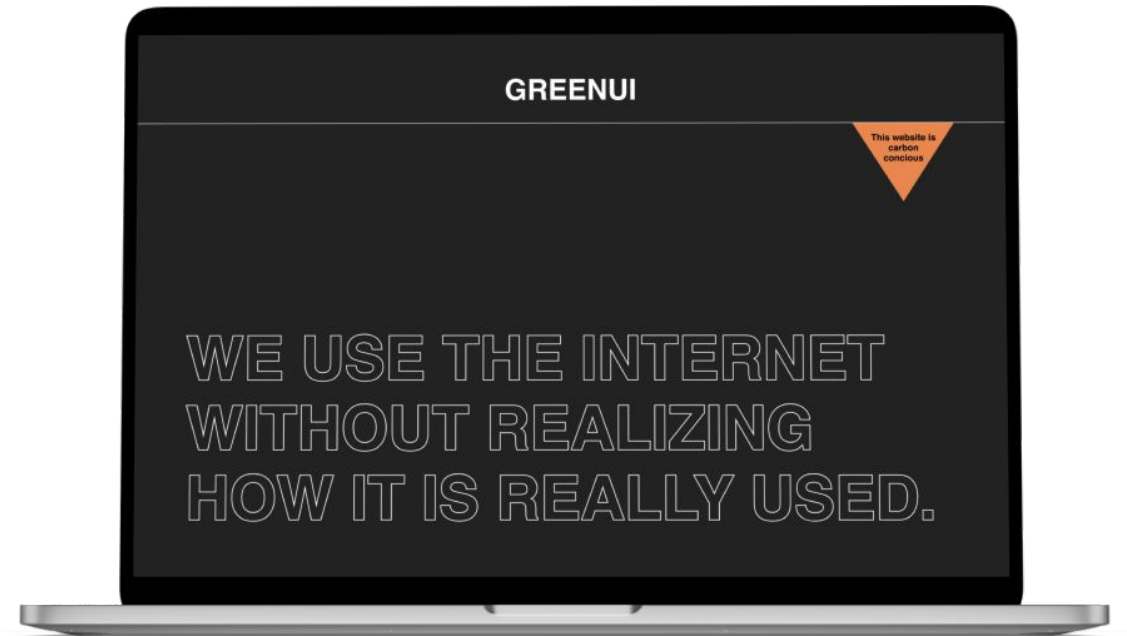 GREENUI
This website is
carbon
concious
WE USE THE INTERNET
WITHOUT REALIZING
HOW IT IS REALLY USED.